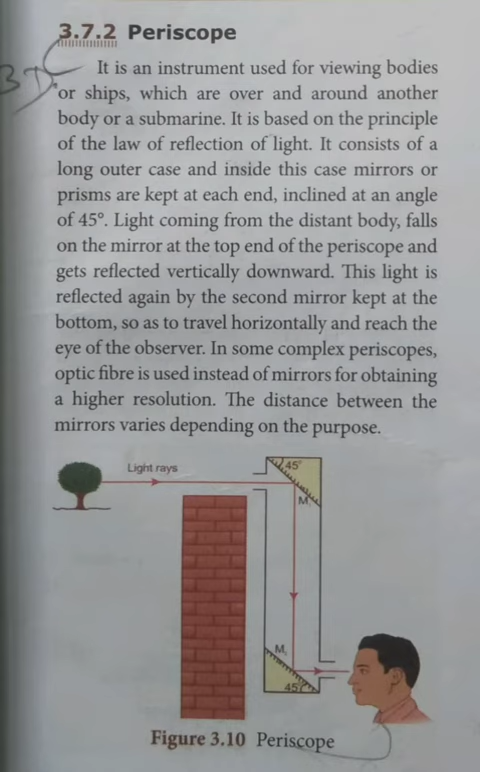 3.7.2 Periscope
It is an instrument used for viewing bodies
or ships, which are over and around another
body or a submarine. It is based on the principle
of the law of reflection of light. It consists of a
long outer case and inside this case mirrors or
prisms are kept at each end, inclined at an angle
of 45°. Light coming from the distant body, falls
on the mirror at the top end of the periscope and
gets reflected vertically downward. This light is
reflected again by the second mirror kept at the
bottom, so as to travel horizontally and reach the
eye of the observer. In some complex periscopes,
optic fibre is used instead of mirrors for obtaining
a higher resolution. The distance between the
mirrors varies depending on the purpose.
Light rays
45°
M₁
M₂
45°
Figure 3.10 Periscope